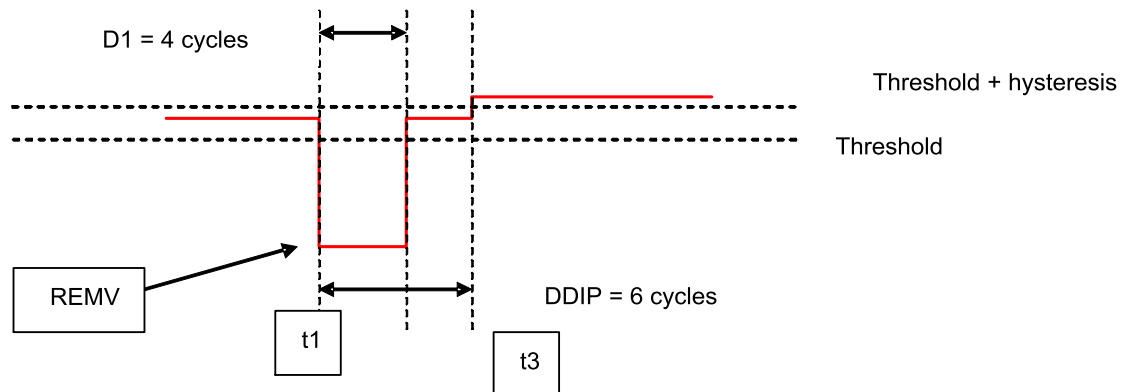 D1 = 4 cycles
Threshold + hysteresis
Threshold
REMV
DDIP = 6 cycles
t1
t3